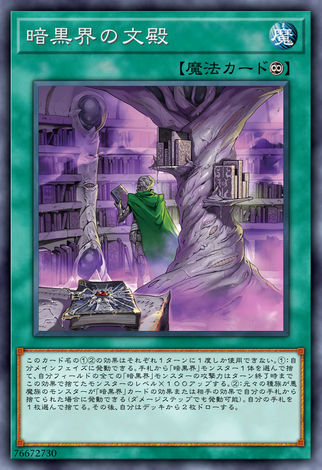 暗黒界の文殿
魔
【魔法カード】
このカード名の①②の効果はそれぞれ1ターンに1度しか使用できない。①:自
分メインフェイズに発動できる。手札から「暗黒界」モンスター1体を選んで捨
て、自分フィールドの全ての「暗黒界」モンスターの攻撃力はターン終了時まで
この効果で捨てたモンスターのレベル×100アップする。②:元々の種族が悪
魔族のモンスターが「暗黒界」カードの効果または相手の効果で自分の手札から
捨てられた場合に発動できる(ダメージステップでも発動可能)。自分の手札を
1枚選んで捨てる。その後、自分はデッキから2枚ドローする。
76672730